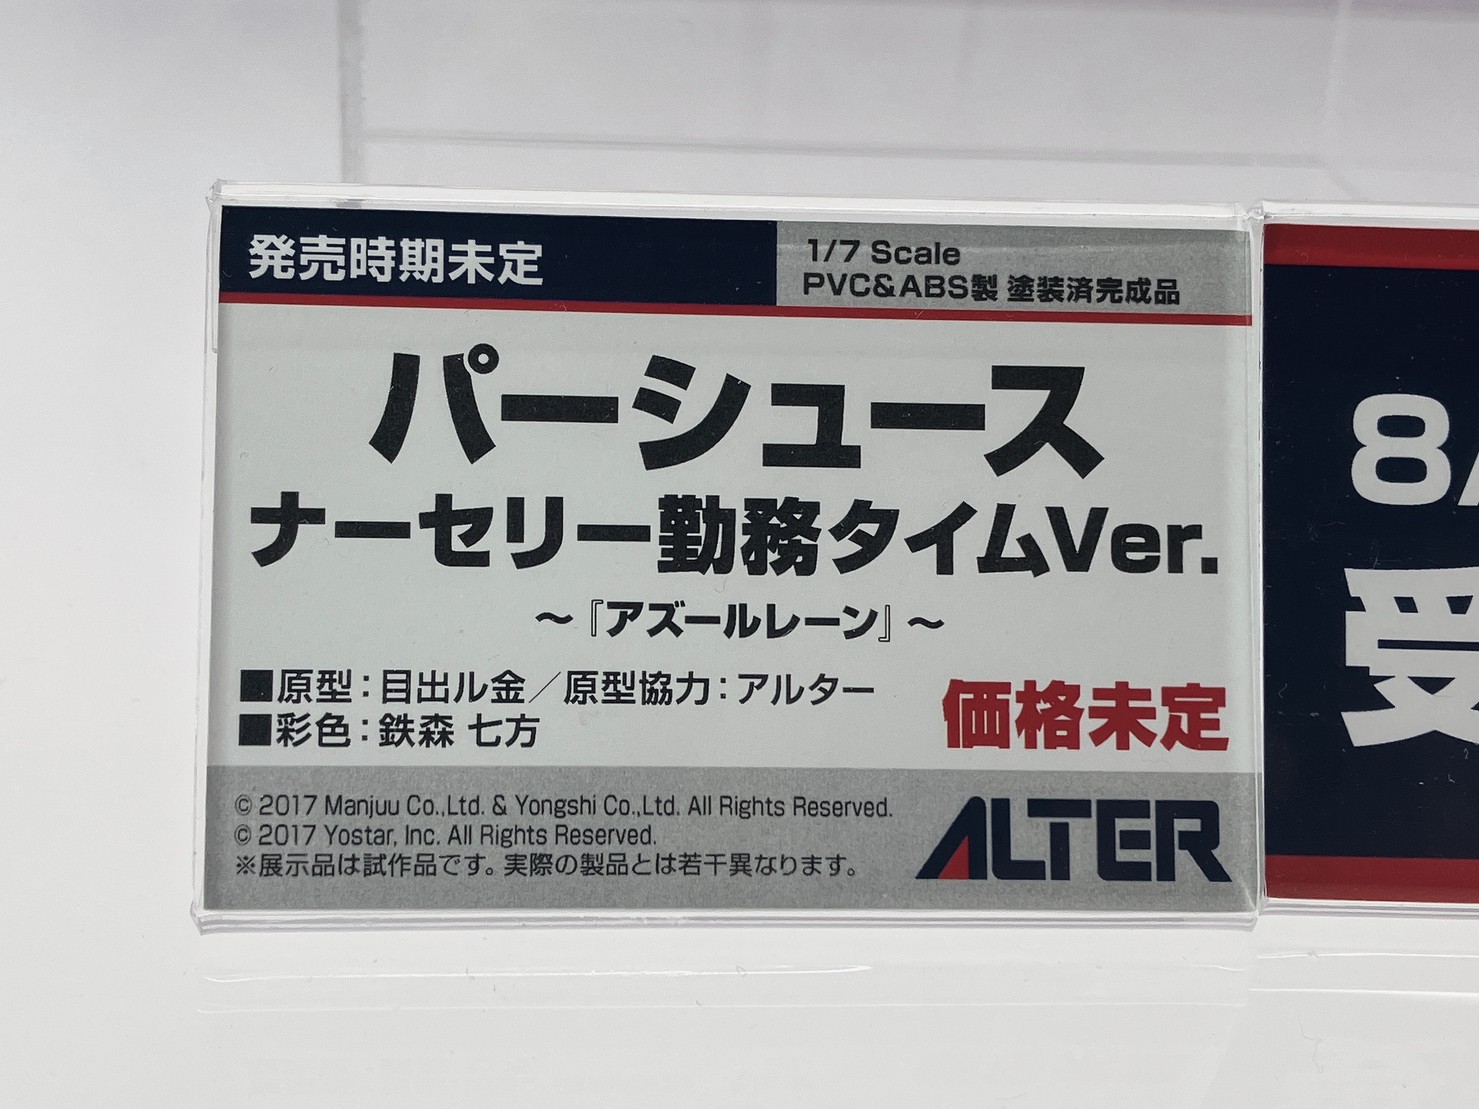 発売時期未定
1/7 Scale
PVC&ABS製 塗装済完成品
パーシュース
ナーセリー勤務タイムVer.
～『アズールレーン』～
■原型：目出ル金／原型協力：アルター
■彩色：鉄森 七方
価格未定
© 2017 Manjuu Co.,Ltd. & Yongshi Co.,Ltd. All Rights Reserved.
© 2017 Yostar, Inc. All Rights Reserved.
※展示品は試作品です。実際の製品とは若干異なります。
ALTER
8/
受